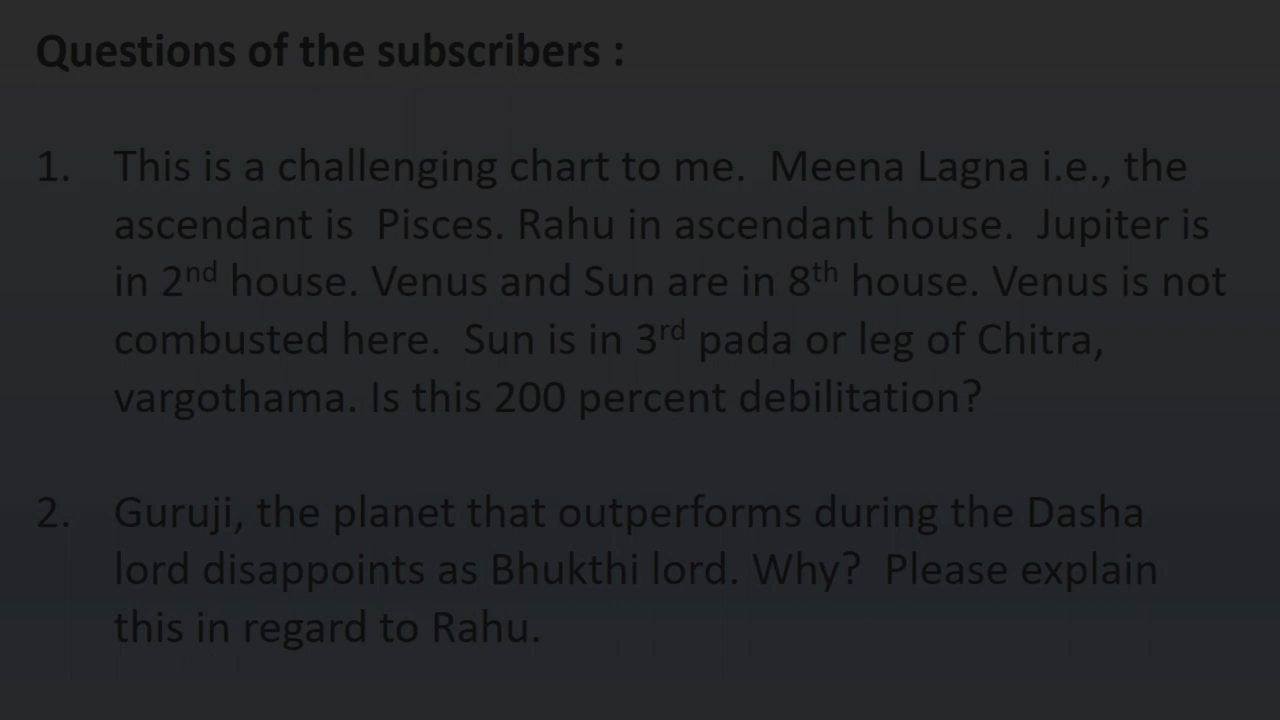 Questions of the subscribers :
1. This is a challenging chart to me. Meena Lagna i.e., the
ascendant is Pisces. Rahu in ascendant house. Jupiter is
in 2nd house. Venus and Sun are in 8th house. Venus is not
combusted here. Sun is in 3rd pada or leg of Chitra,
vargothama. Is this 200 percent debilitation?
2. Guruji, the planet that outperforms during the Dasha
lord disappoints as Bhukthi lord. Why? Please explain
this in regard to Rahu.